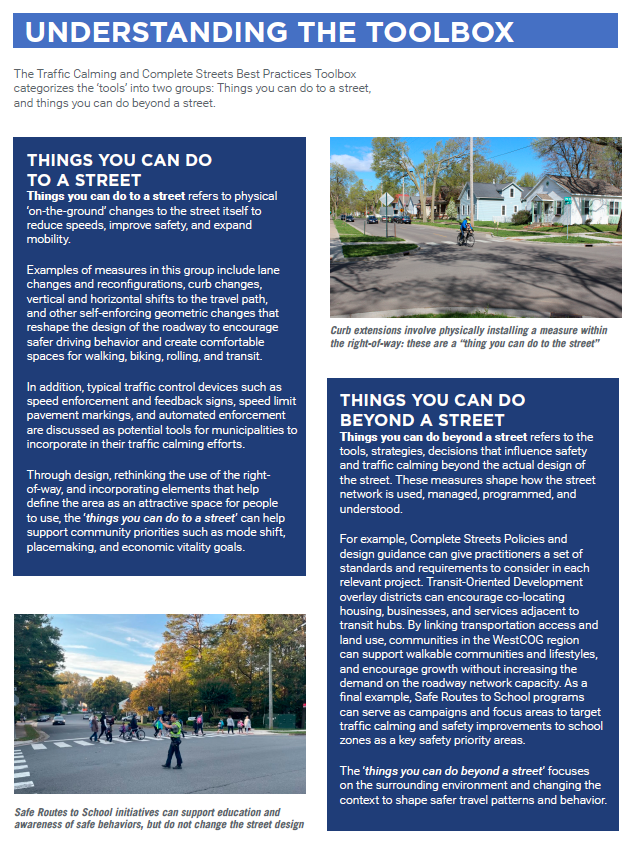 UNDERSTANDING THE TOOLBOX
The Traffic Calming and Complete Streets Best Practices Toolbox
categorizes the 'tools' into two groups: Things you can do to a street,
and things you can do beyond a street.
THINGS YOU CAN DO
TO A STREET
Things you can do to a street refers to physical
'on-the-ground' changes to the street itself to
reduce speeds, improve safety, and expand
mobility.
Examples of measures in this group include lane
changes and reconfigurations, curb changes,
vertical and horizontal shifts to the travel path,
and other self-enforcing geometric changes that
reshape the design of the roadway to encourage
safer driving behavior and create comfortable
spaces for walking, biking, rolling, and transit.
In addition, typical traffic control devices such as
speed enforcement and feedback signs, speed limit
pavement markings, and automated enforcement
are discussed as potential tools for municipalities to
incorporate in their traffic calming efforts.
Through design, rethinking the use of the right-
of-way, and incorporating elements that help
define the area as an attractive space for people
to use, the 'things you can do to a street' can help
support community priorities such as mode shift,
placemaking, and economic vitality goals.
Safe Routes to School initiatives can support education and
awareness of safe behaviors, but do not change the street design
Curb extensions involve physically installing a measure within
the right-of-way: these are a "thing you can do to the street"
THINGS YOU CAN DO
BEYOND A STREET
Things you can do beyond a street refers to the
tools, strategies, decisions that influence safety
and traffic calming beyond the actual design of
the street. These measures shape how the street
network is used, managed, programmed, and
understood.
For example, Complete Streets Policies and
design guidance can give practitioners a set of
standards and requirements to consider in each
relevant project. Transit-Oriented Development
overlay districts can encourage co-locating
housing, businesses, and services adjacent to
transit hubs. By linking transportation access and
land use, communities in the WestCOG region
can support walkable communities and lifestyles,
and encourage growth without increasing the
demand on the roadway network capacity. As a
final example, Safe Routes to School programs
can serve as campaigns and focus areas to target
traffic calming and safety improvements to school
zones as a key safety priority areas.
The 'things you can do beyond a street' focuses
on the surrounding environment and changing the
context to shape safer travel patterns and behavior.